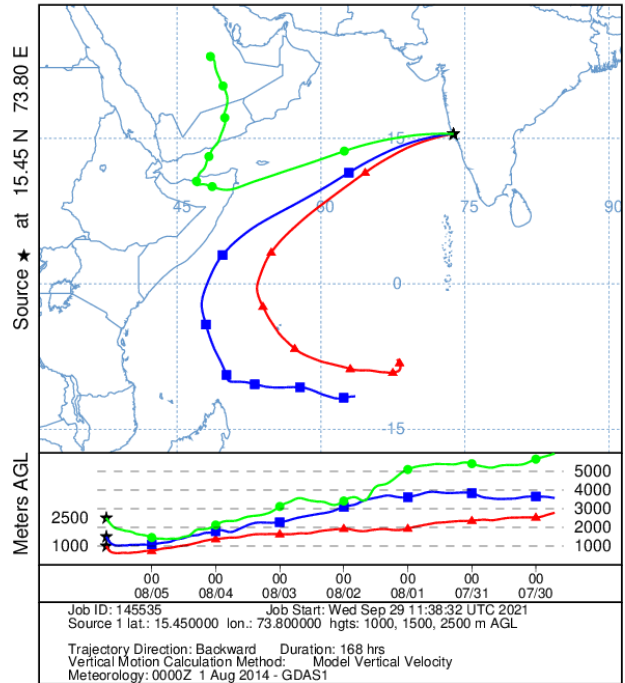 Source ★ at 15.45 N 73.80 E
15
45
60
75
90
0
-15
Meters AGL
2500
1000
5000
4000
3000
2000
1000
00 00 00 00 00 00 00
08/05 08/04 08/03 08/02 08/01 07/31 07/30
Job ID: 145535 Job Start: Wed Sep 29 11:38:32 UTC 2021
Source 1 lat.: 15.450000 lon.: 73.800000 hgts: 1000, 1500, 2500 m AGL
Trajectory Direction: Backward Duration: 168 hrs
Vertical Motion Calculation Method: Model Vertical Velocity
Meteorology: 0000Z 1 Aug 2014 - GDAS1